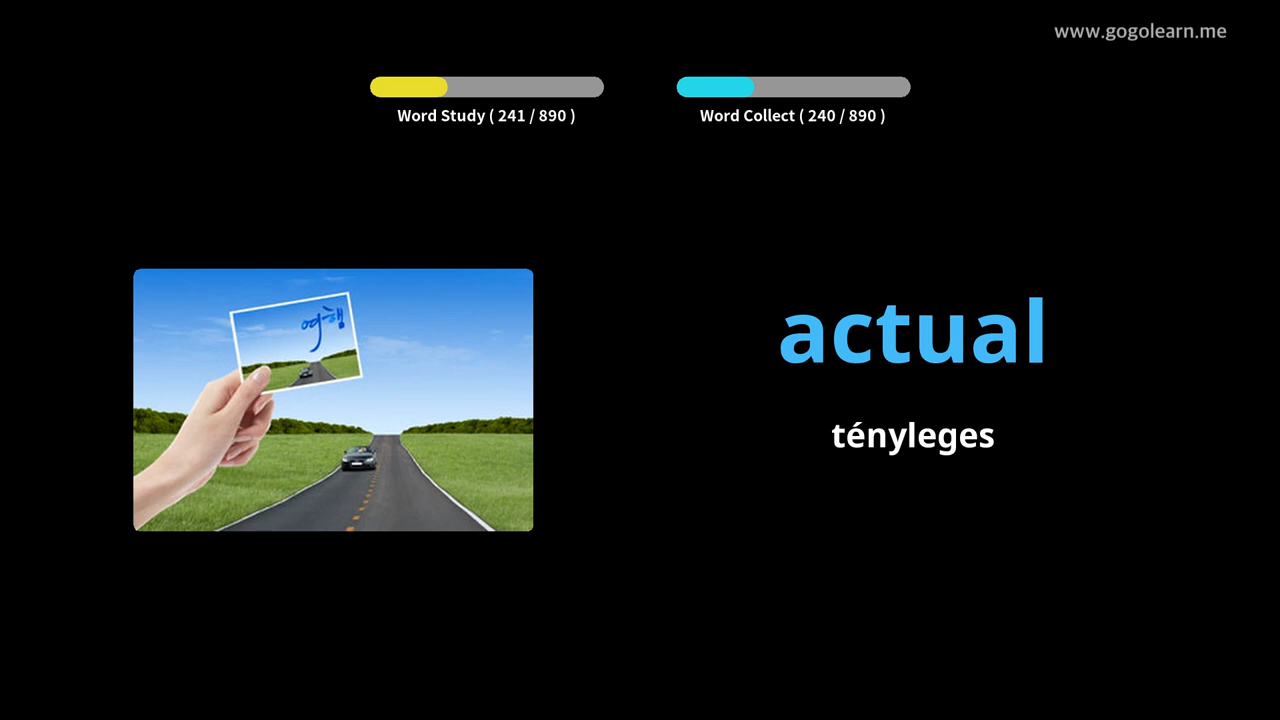 www.gogolearn.me
Word Study ( 241 / 890 )
Word Collect ( 240 / 890 )
여행
actual
tényleges